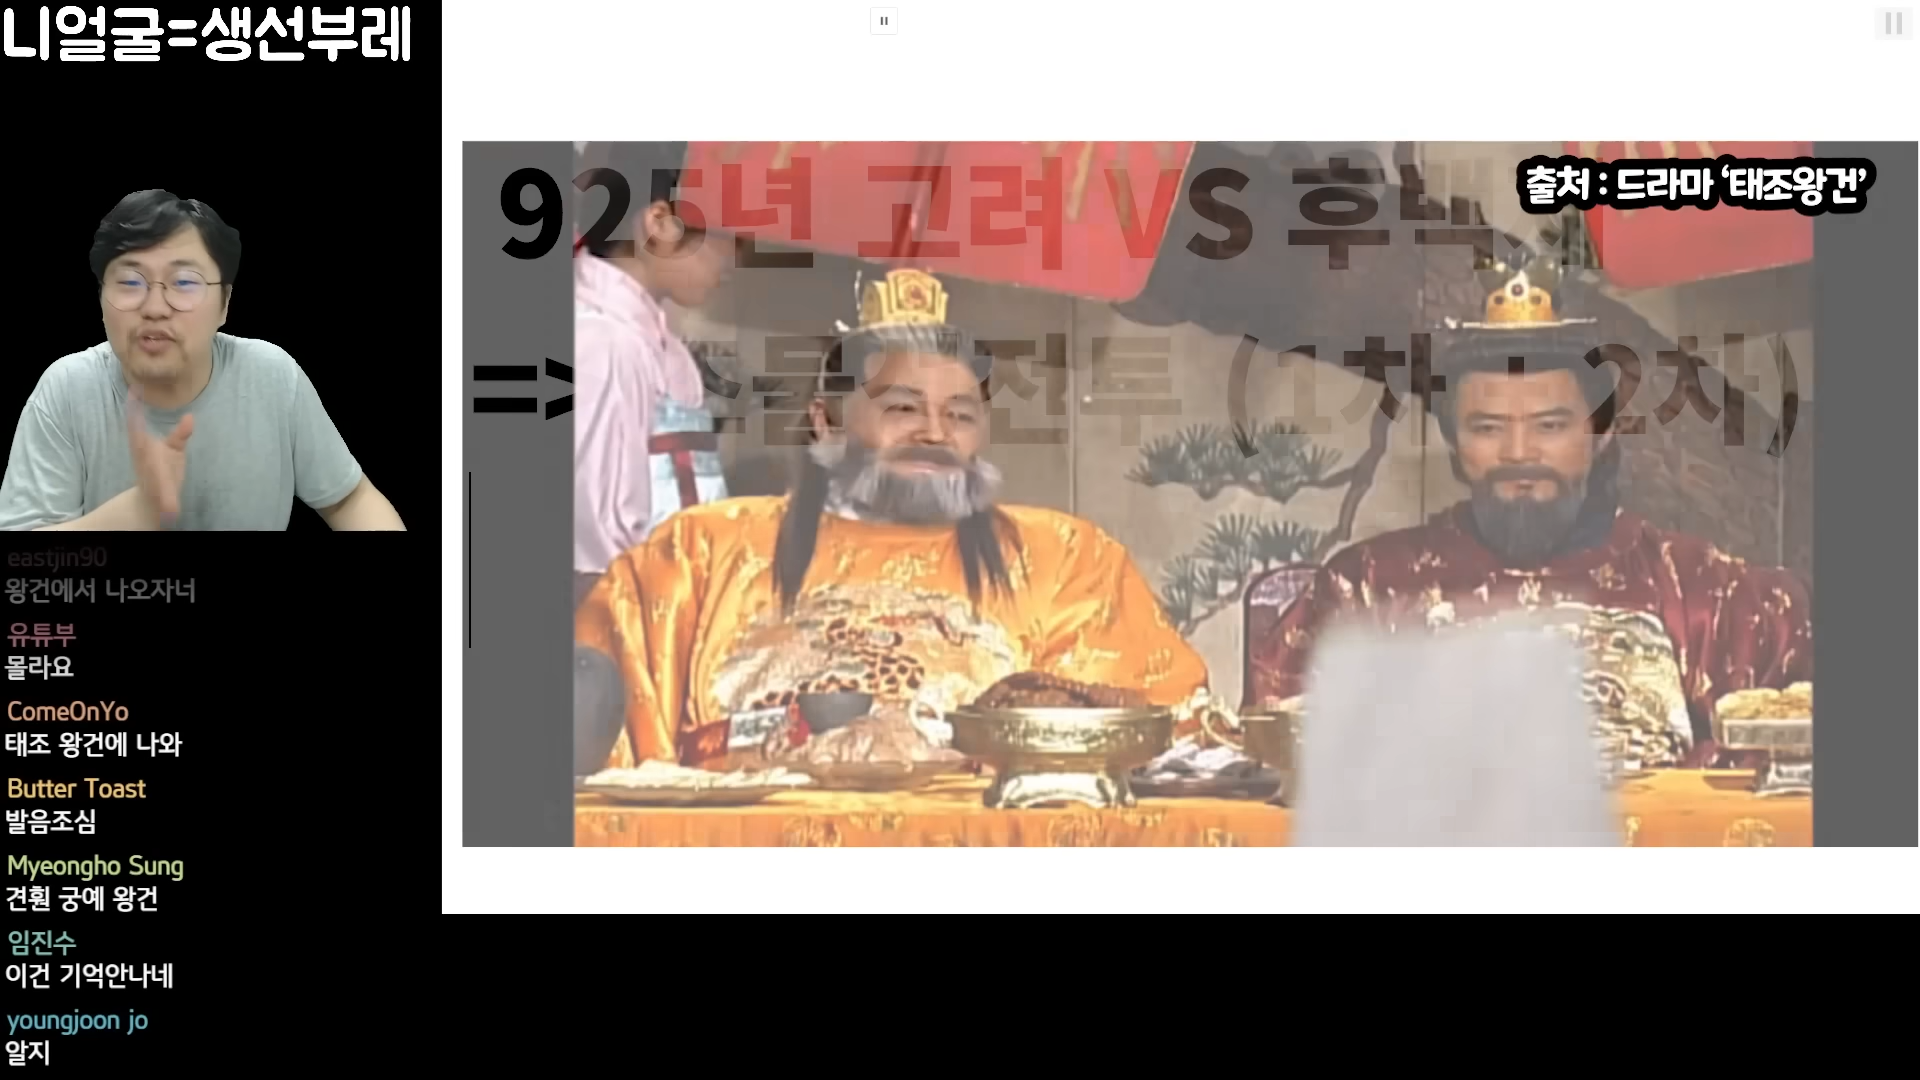 니얼굴=생선부레
925년 고려 VS 후백제
=> 조물성전투 (1차 + 2차)
출처 : 드라마 ‘태조왕건’
eastjin90
왕건에서 나오자너
유튜부
몰라요
ComeOnYo
태조 왕건에 나와
Butter Toast
발음조심
Myeongho Sung
견훤 궁예 왕건
임진수
이건 기억안나네
youngjoon jo
알지